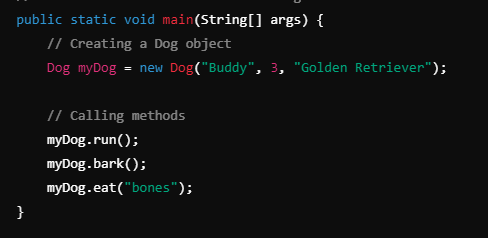 public static void main(String[] args) {
// Creating a Dog object
Dog myDog = new Dog("Buddy", 3, "Golden Retriever");
// Calling methods
myDog.run();
myDog.bark();
myDog.eat("bones");
}